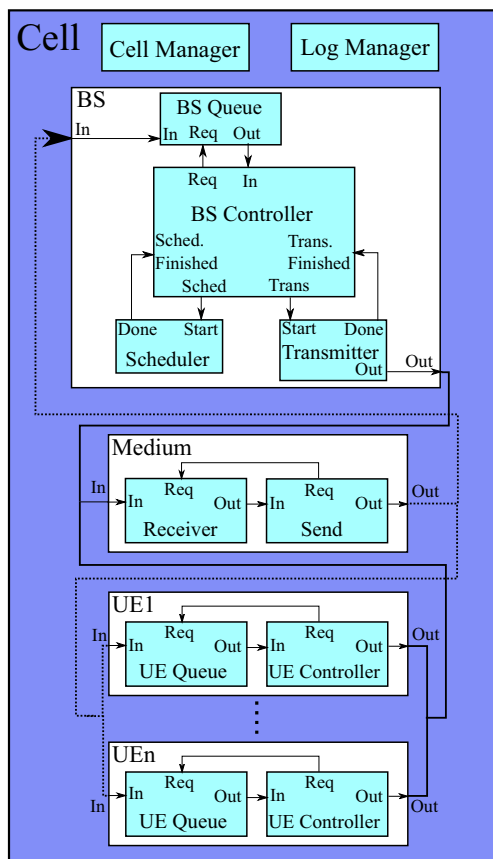 Cell
Cell Manager
Log Manager
BS
In
BS Queue
In Req Out
Req In
BS Controller
Sched. Trans.
Finished Finished
Sched Trans
Done Start
Scheduler
Start Done
Transmitter
Out
Out
Medium
In
In Req Out
Receiver
In Req Out
Send
Out
UE1
In
In Req Out
UE Queue
In Req Out
UE Controller
Out
UEn
In
In Req Out
UE Queue
In Req Out
UE Controller
Out